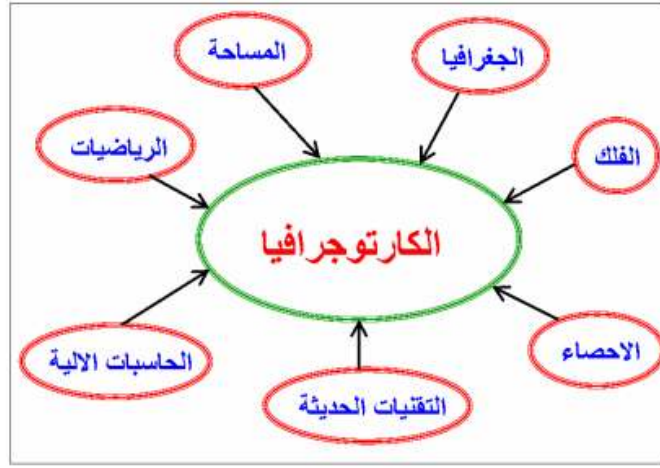 المساحة
الجغرافيا
الرياضيات
الفلك
الكارتوجرافيا
الحاسبات الالية
الاحصاء
التقنيات الحديثة